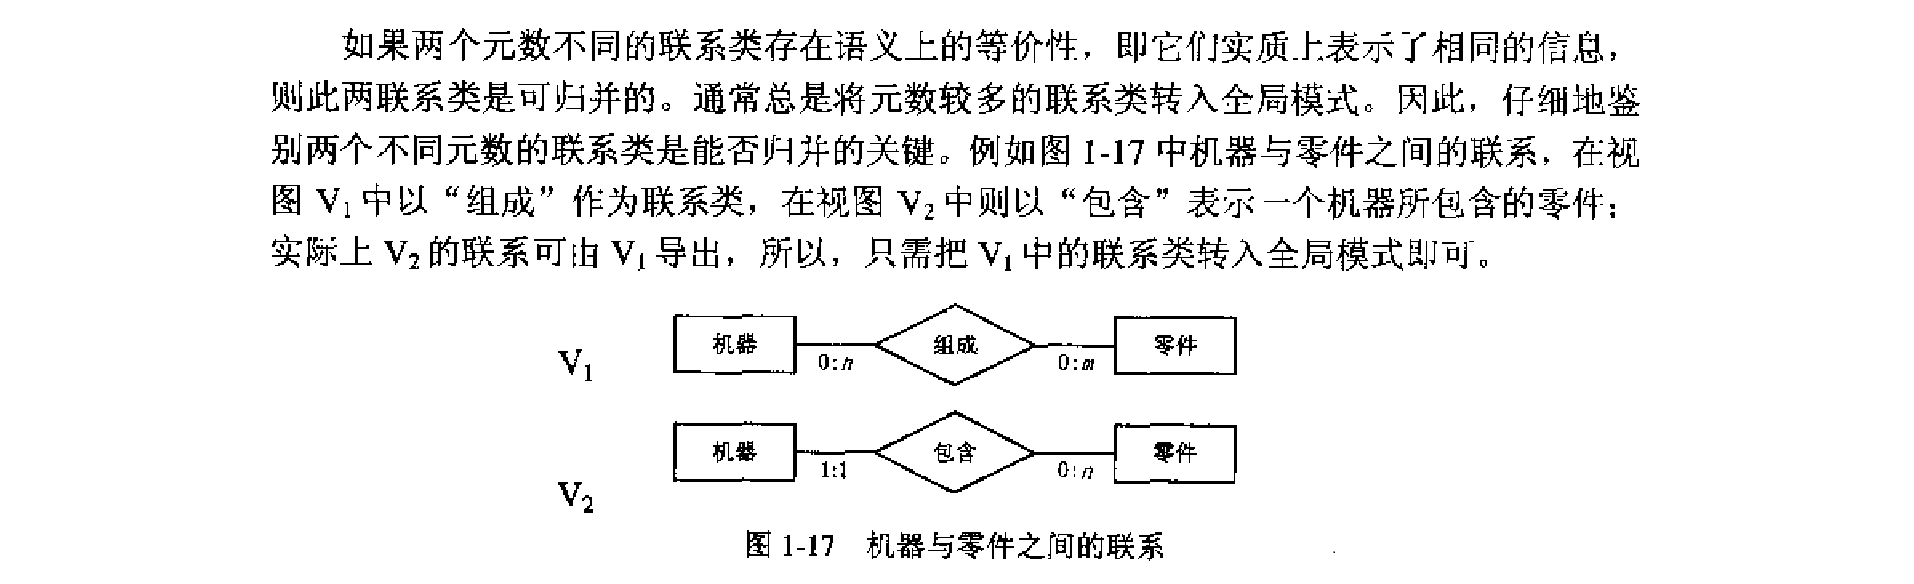 如果两个元数不同的联系类存在语义上的等价性，即它们实质上表示了相同的信息，
则此两联系类是可归并的。通常总是将元数较多的联系类转入全局模式。因此，仔细地鉴
别两个不同元数的联系类是能否归并的关键。例如图 1-17 中机器与零件之间的联系，在视
图 V₁ 中以“组成”作为联系类，在视图 V₂ 中则以“包含”表示一个机器所包含的零件；
实际上 V₂ 的联系可由 V₁ 导出，所以，只需把 V₁ 中的联系类转入全局模式即可。
V₁ 机器 0:n 组成 0:m 零件
V₂ 机器 1:1 包含 0:n 零件
图 1-17 机器与零件之间的联系